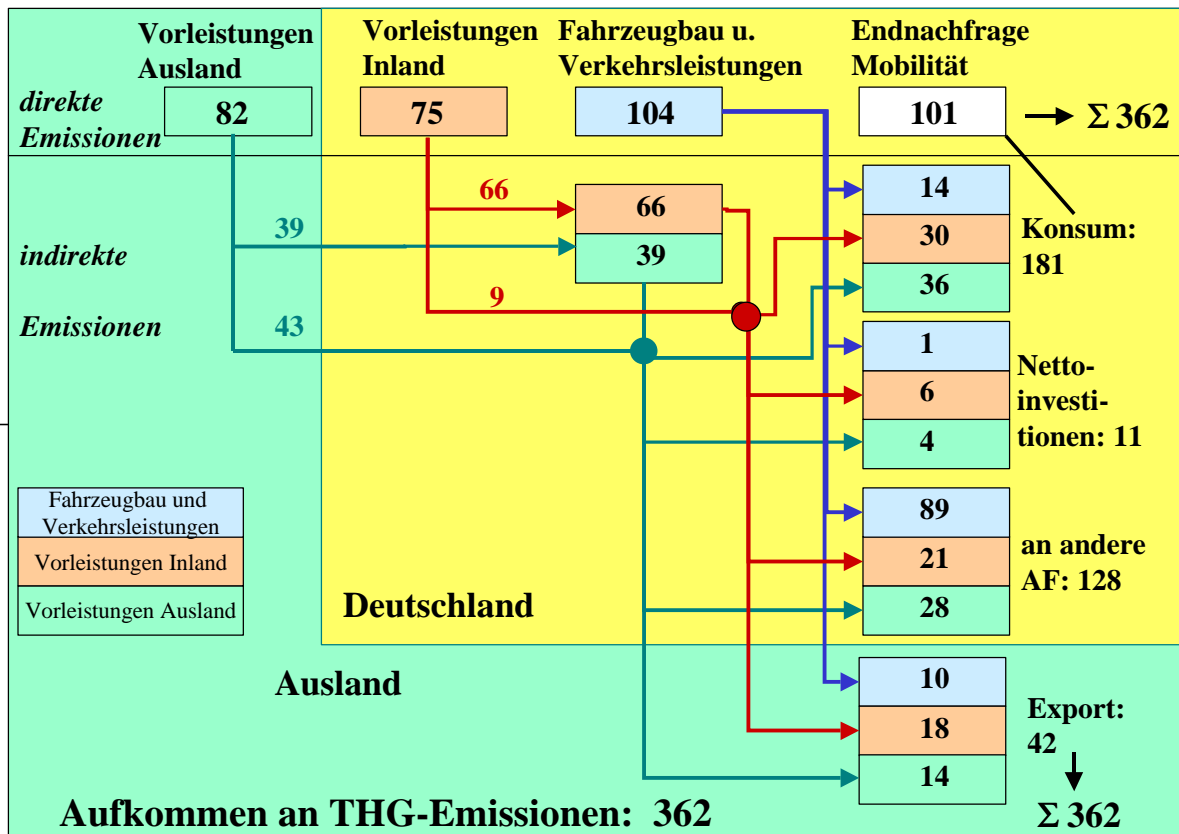 Vorleistungen
Ausland
Vorleistungen
Inland
Fahrzeugbau u.
Verkehrsleistungen
Endnachfrage
Mobilität
direkte
Emissionen
82
75
104
101
Σ 362
66
39
9
43
indirekte
Emissionen
66
39
14
30
36
Konsum:
181
1
6
4
Netto-
investi-
tionen: 11
89
21
28
an andere
AF: 128
10
18
14
Export:
42
Σ 362
Fahrzeugbau und
Verkehrsleistungen
Vorleistungen Inland
Vorleistungen Ausland
Deutschland
Ausland
Aufkommen an THG-Emissionen: 362